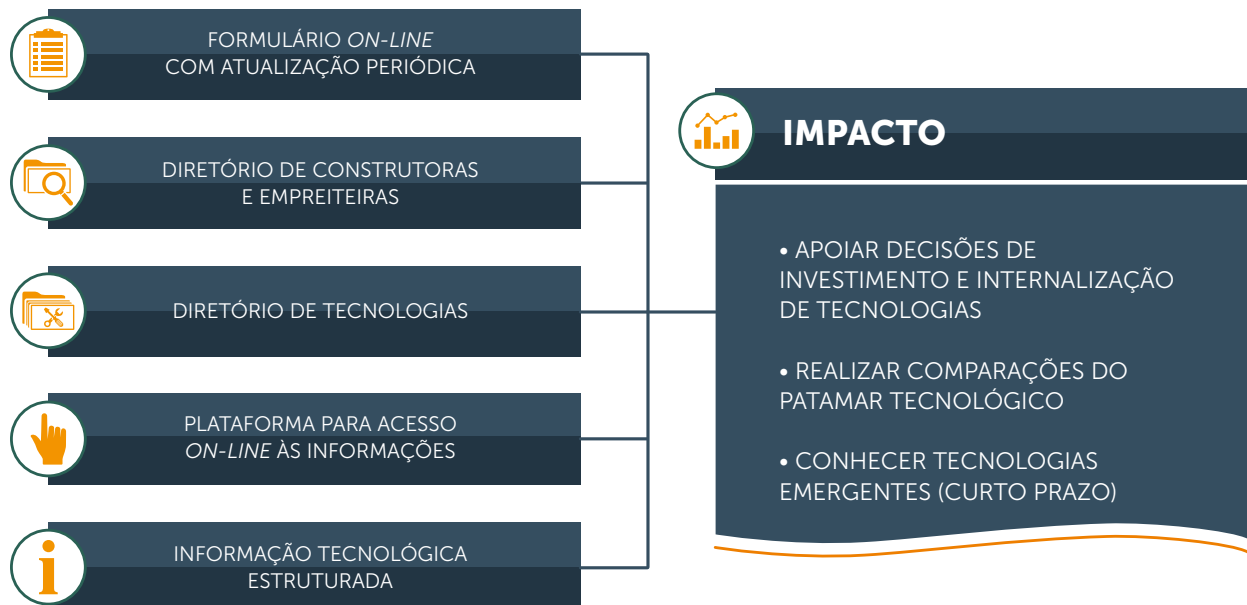 FORMULÁRIO ON-LINE
COM ATUALIZAÇÃO PERIÓDICA
DIRETÓRIO DE CONSTRUTORAS
E EMPREITEIRAS
DIRETÓRIO DE TECNOLOGIAS
PLATAFORMA PARA ACESSO
ON-LINE ÀS INFORMAÇÕES
INFORMAÇÃO TECNOLÓGICA
ESTRUTURADA
IMPACTO
• APOIAR DECISÕES DE
INVESTIMENTO E INTERNALIZAÇÃO
DE TECNOLOGIAS
• REALIZAR COMPARAÇÕES DO
PATAMAR TECNOLÓGICO
• CONHECER TECNOLOGIAS
EMERGENTES (CURTO PRAZO)